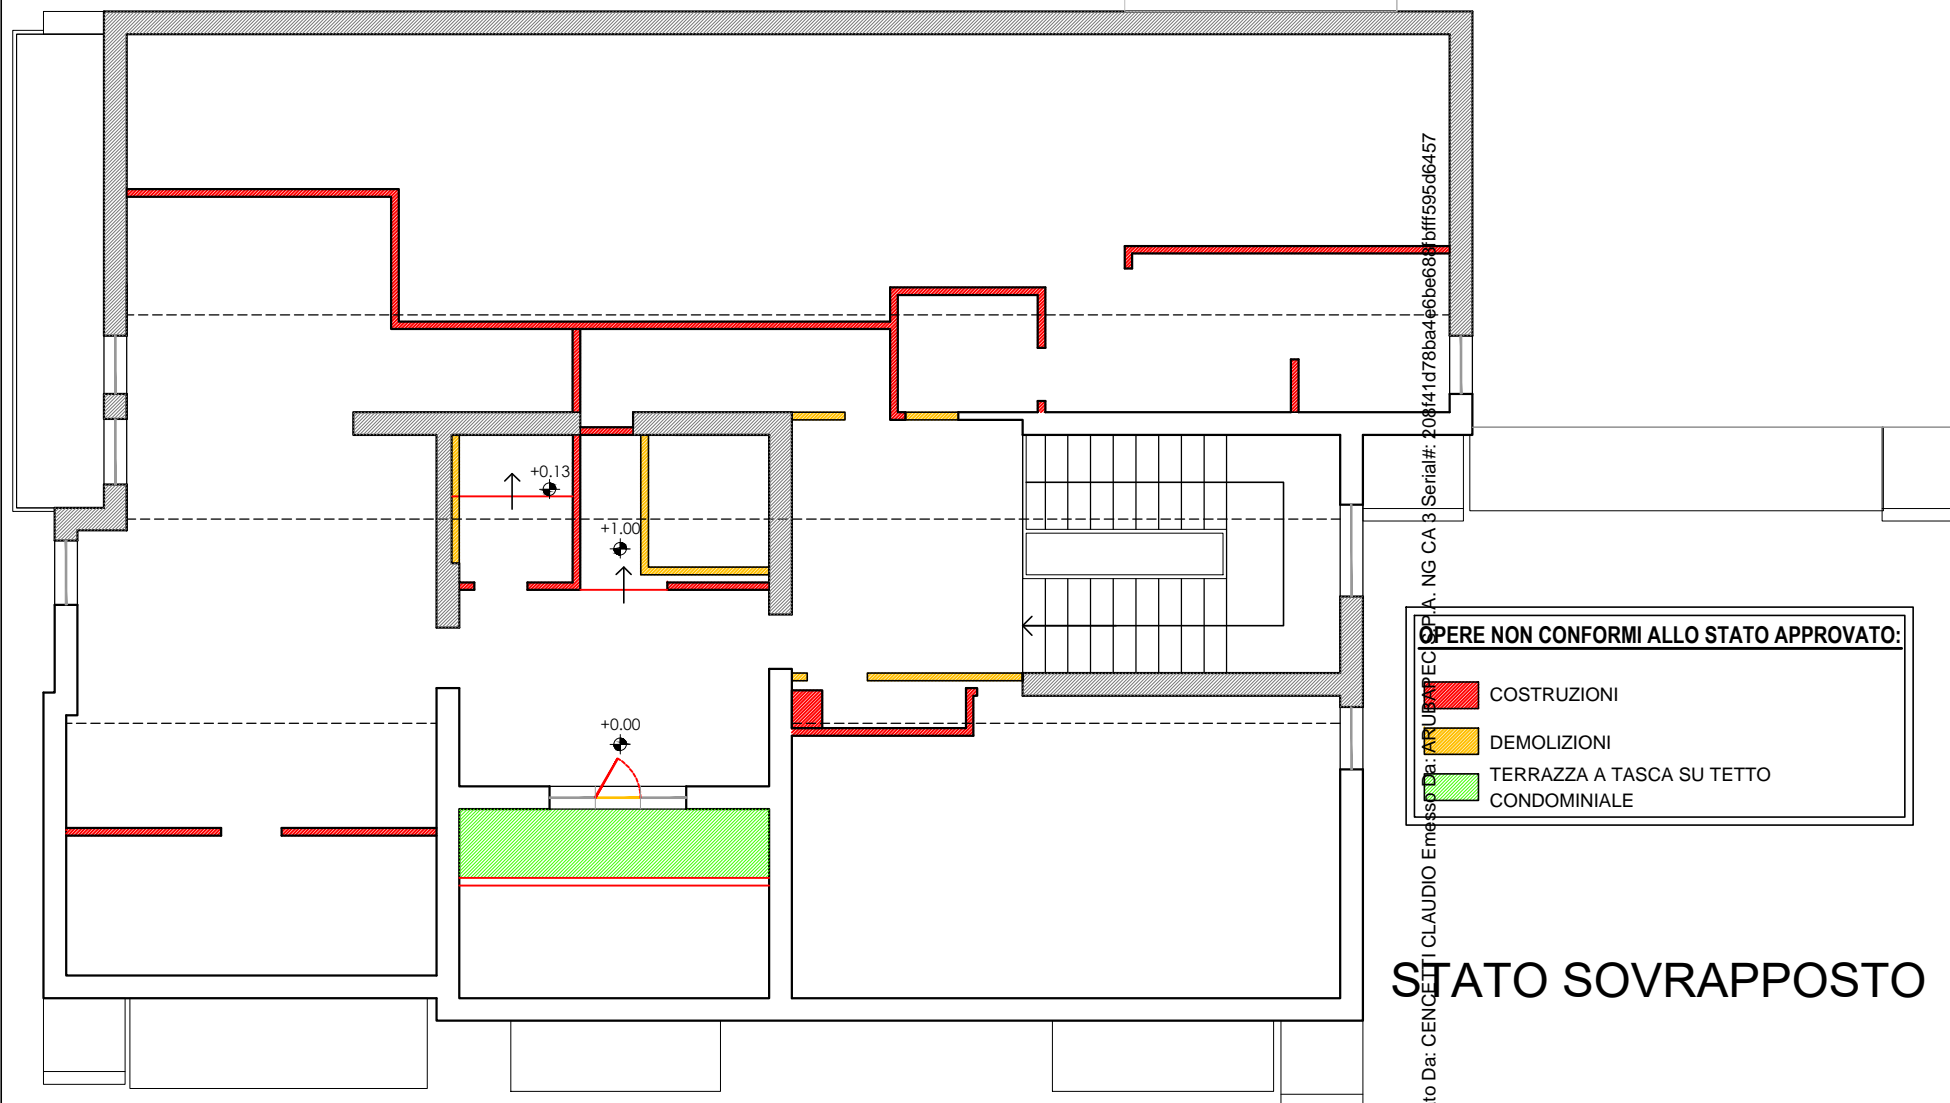 +0.13
+1.00
+0.00
OPERE NON CONFORMI ALLO STATO APPROVATO:
COSTRUZIONI
DEMOLIZIONI
TERRAZZA A TASCA SU TETTO
CONDOMINIALE
STATO SOVRAPPOSTO
to Da: CENCETTI CLAUDIO Emesso Da: ARUBAPEC S.P.A. NG CA 3 Serial#: 208f41d78ba4e6be688fbfff595d6457